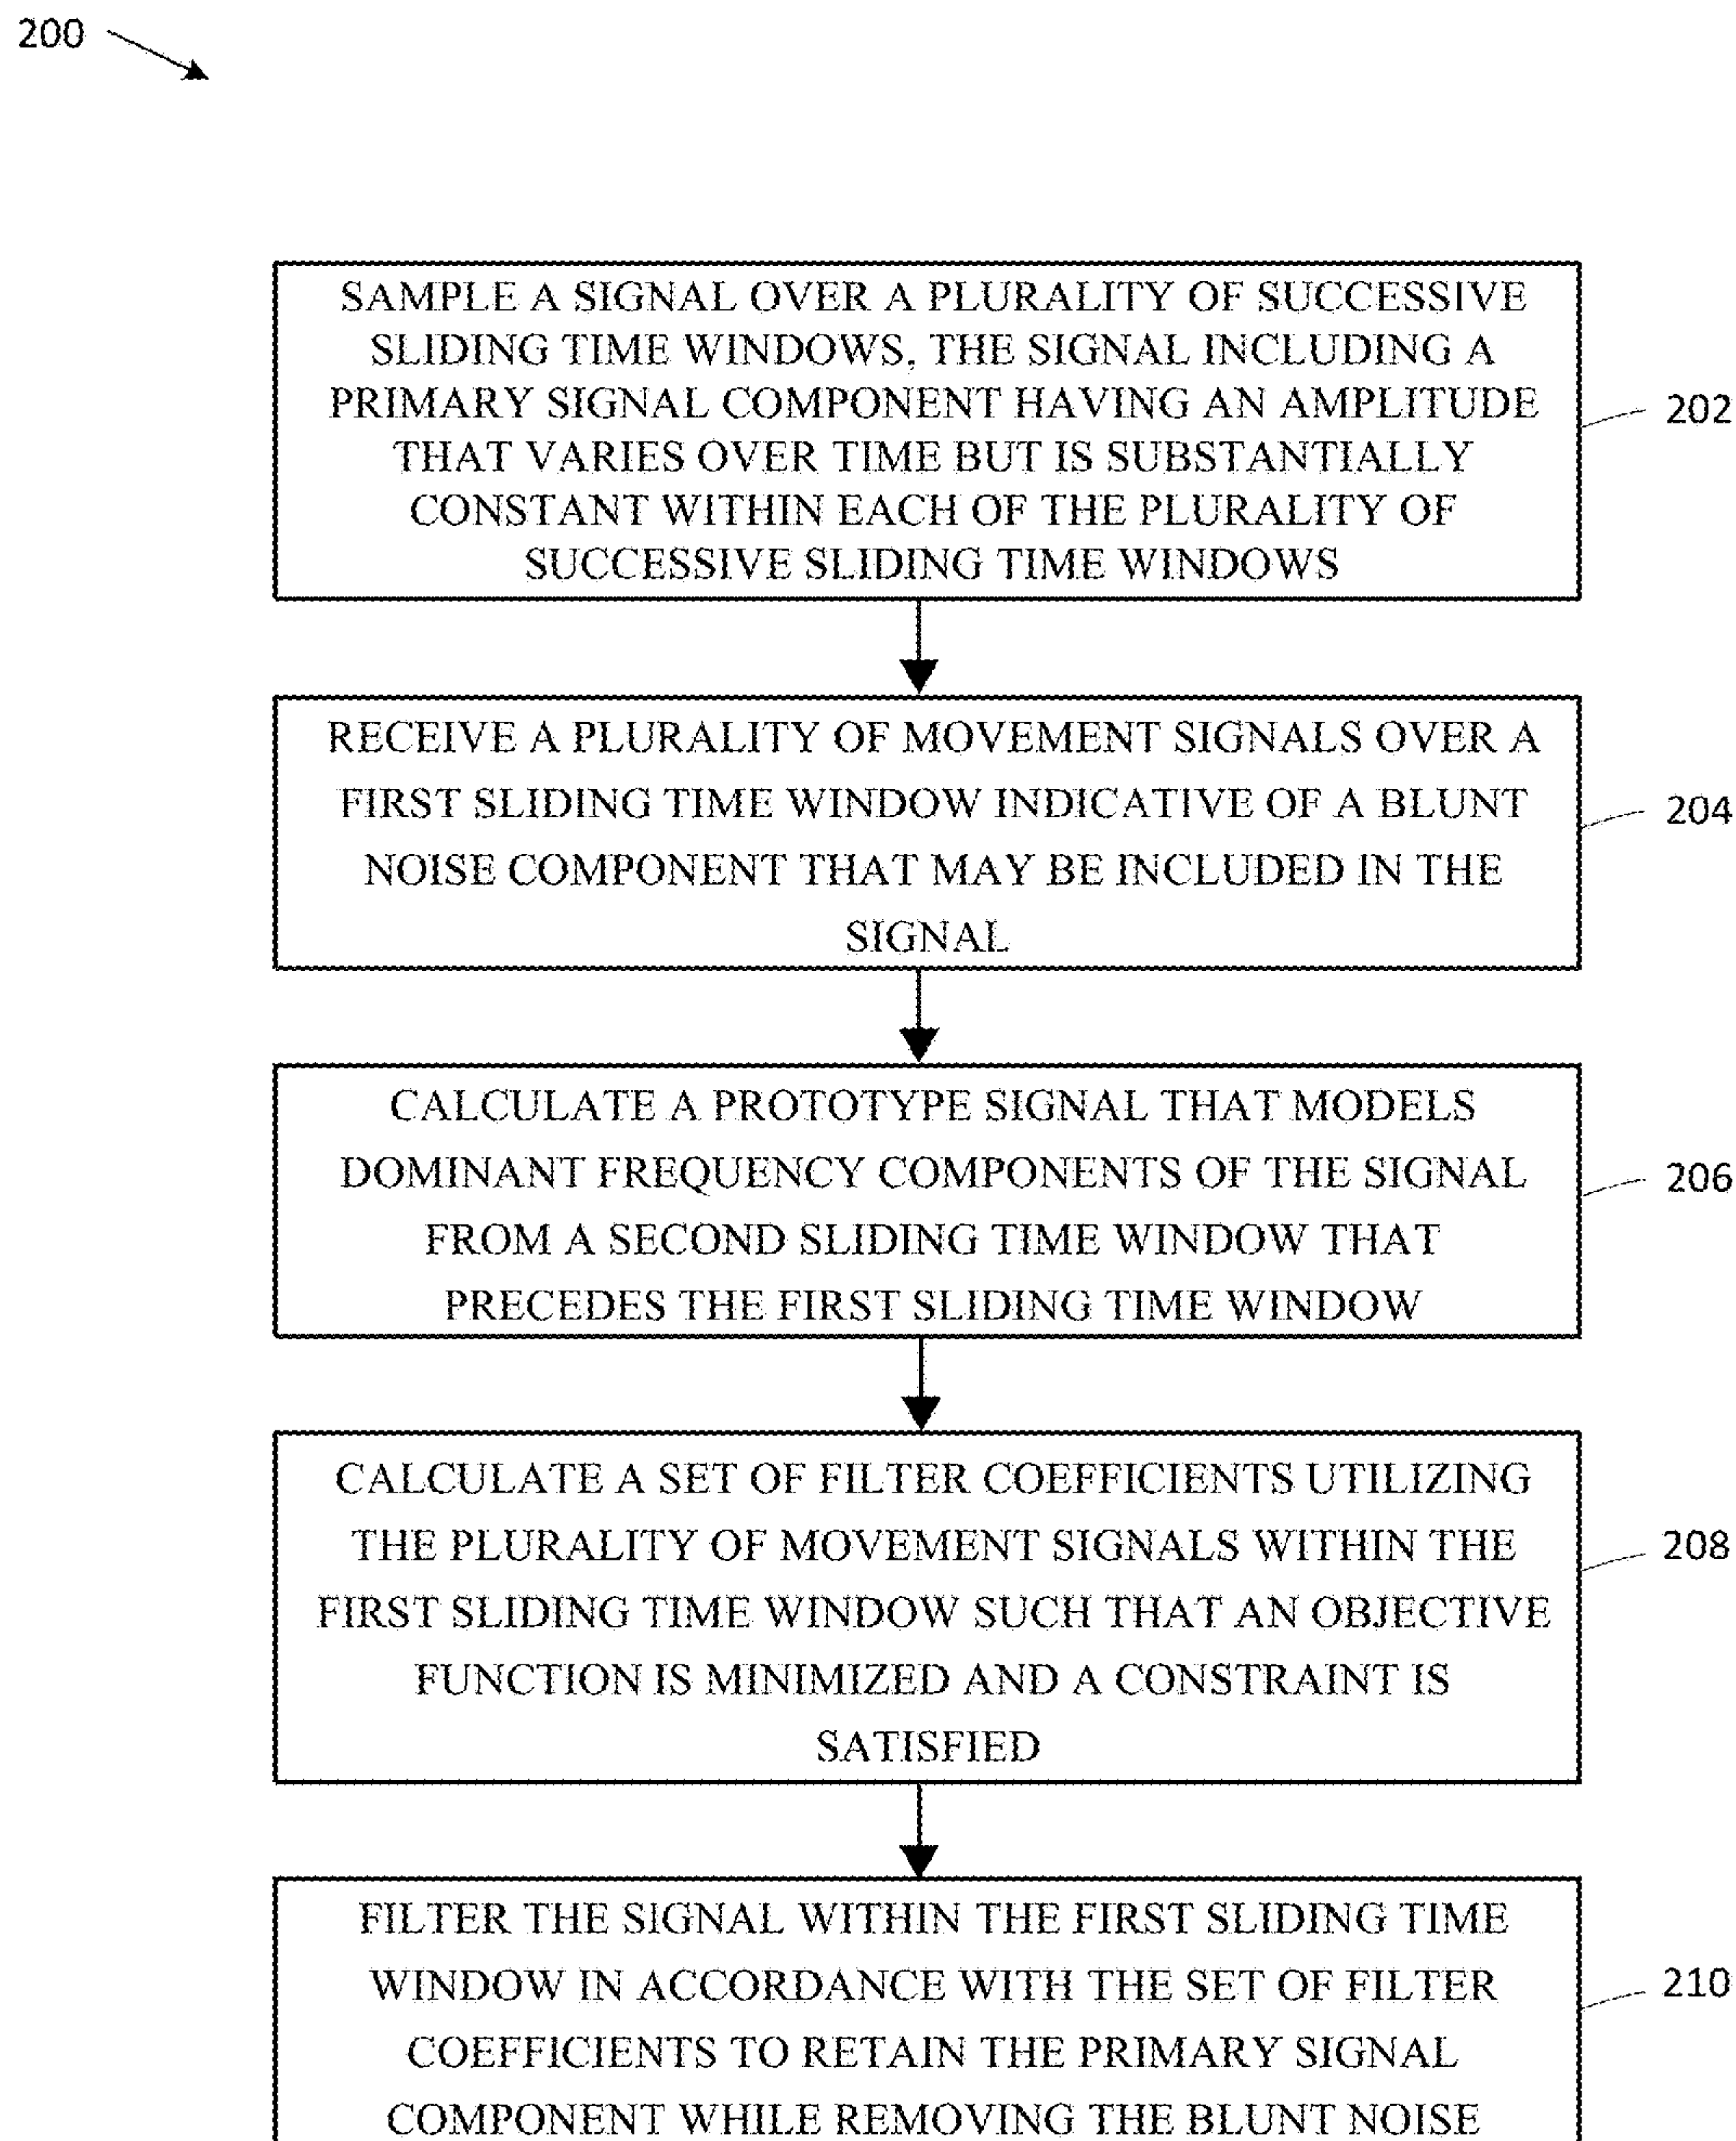 200
SAMPLE A SIGNAL OVER A PLURALITY OF SUCCESSIVE
SLIDING TIME WINDOWS, THE SIGNAL INCLUDING A
PRIMARY SIGNAL COMPONENT HAVING AN AMPLITUDE
THAT VARIES OVER TIME BUT IS SUBSTANTIALLY
CONSTANT WITHIN EACH OF THE PLURALITY OF
SUCCESSIVE SLIDING TIME WINDOWS
202
RECEIVE A PLURALITY OF MOVEMENT SIGNALS OVER A
FIRST SLIDING TIME WINDOW INDICATIVE OF A BLUNT
NOISE COMPONENT THAT MAY BE INCLUDED IN THE
SIGNAL
204
CALCULATE A PROTOTYPE SIGNAL THAT MODELS
DOMINANT FREQUENCY COMPONENTS OF THE SIGNAL
FROM A SECOND SLIDING TIME WINDOW THAT
PRECEDES THE FIRST SLIDING TIME WINDOW
206
CALCULATE A SET OF FILTER COEFFICIENTS UTILIZING
THE PLURALITY OF MOVEMENT SIGNALS WITHIN THE
FIRST SLIDING TIME WINDOW SUCH THAT AN OBJECTIVE
FUNCTION IS MINIMIZED AND A CONSTRAINT IS
SATISFIED
208
FILTER THE SIGNAL WITHIN THE FIRST SLIDING TIME
WINDOW IN ACCORDANCE WITH THE SET OF FILTER
COEFFICIENTS TO RETAIN THE PRIMARY SIGNAL
COMPONENT WHILE REMOVING THE BLUNT NOISE
210